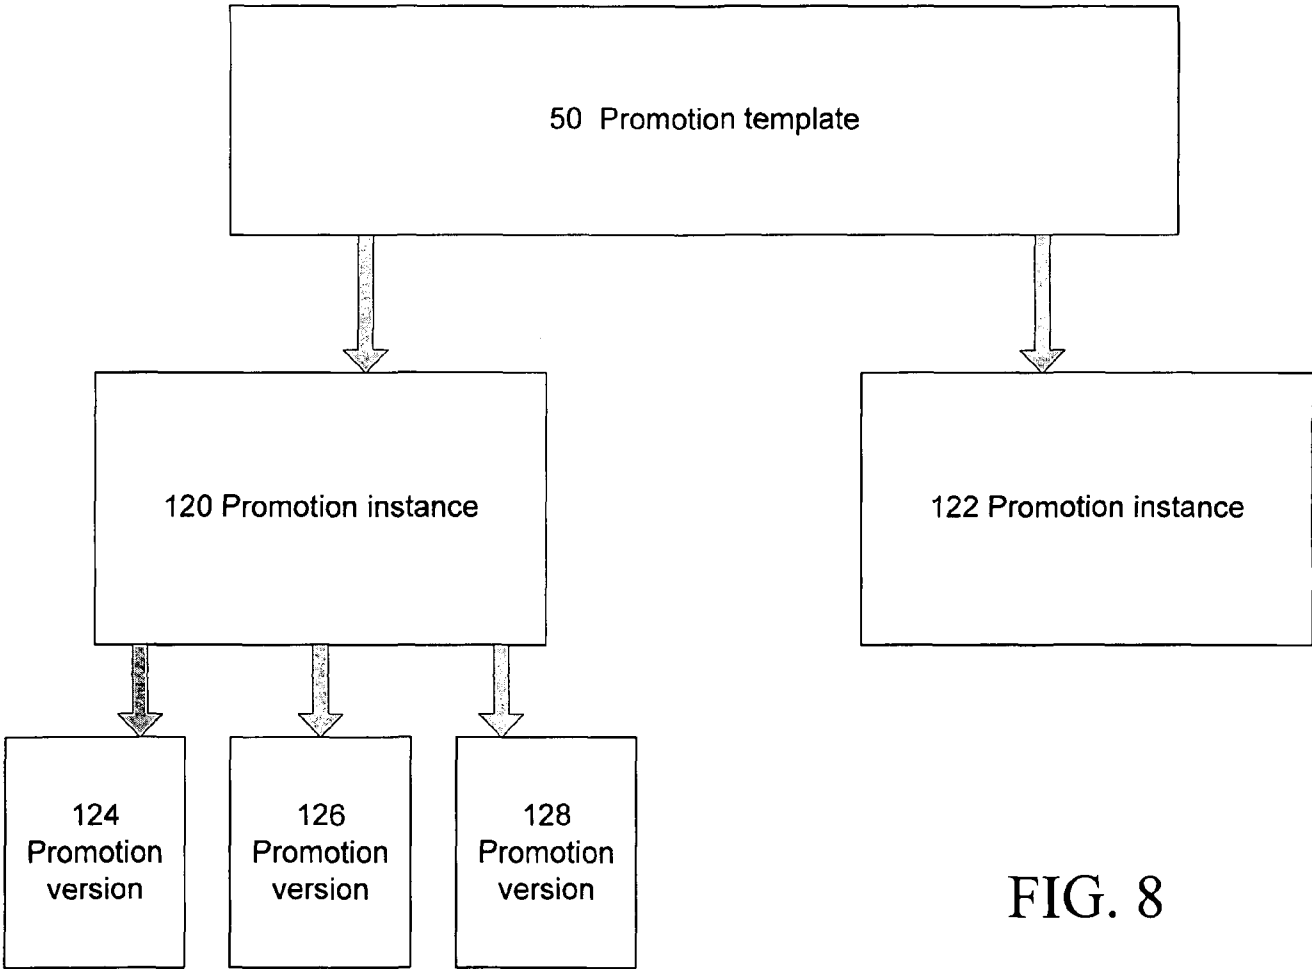 50 Promotion template
120 Promotion instance
122 Promotion instance
124
Promotion
version
126
Promotion
version
128
Promotion
version
FIG. 8